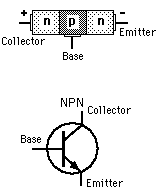 + n p n −
Collector Emitter
Base
NPN
Collector
Base
Emitter